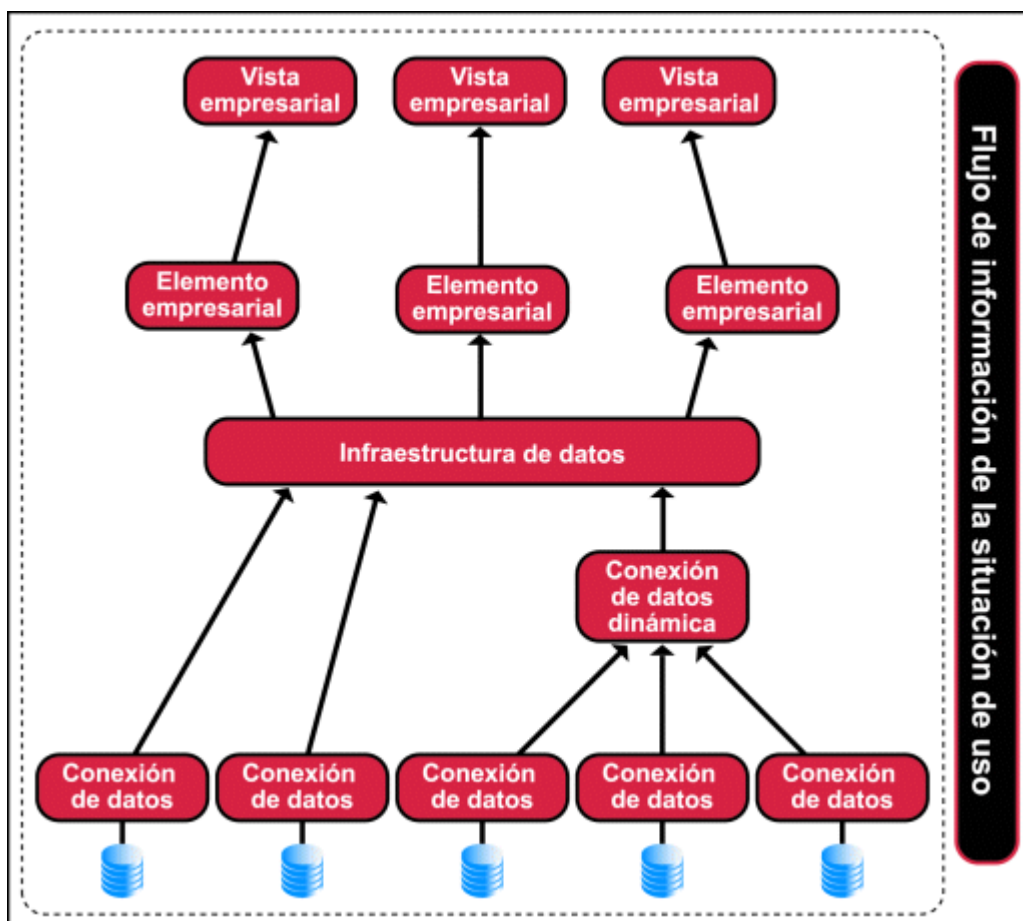 Vista
empresarial
Vista
empresarial
Vista
empresarial
Elemento
empresarial
Elemento
empresarial
Elemento
empresarial
Infraestructura de datos
Conexión
de datos
dinámica
Conexión
de datos
Conexión
de datos
Conexión
de datos
Conexión
de datos
Conexión
de datos
Flujo de información de la situación de uso